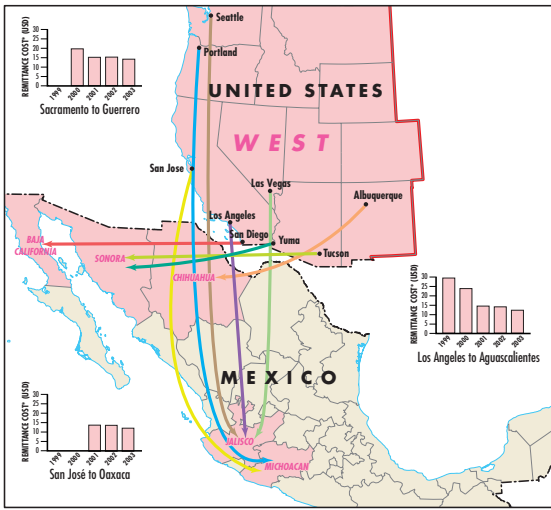 Seattle
Portland
UNITED STATES
WEST
San Jose
Las Vegas
Albuquerque
Los Angeles
San Diego
Yuma
Tucson
BAJA
CALIFORNIA
SONORA
CHIHUAHUA
MEXICO
JALISCO
MICHOACAN
REMITTANCE COST* (USD)
30
25
20
15
10
5
0
1999 2000 2001 2002 2003
Sacramento to Guerrero
REMITTANCE COST* (USD)
30
25
20
15
10
5
0
1999 2000 2001 2002 2003
Los Angeles to Aguascalientes
REMITTANCE COST* (USD)
30
25
20
15
10
5
0
1999 2000 2001 2002 2003
San José to Oaxaca